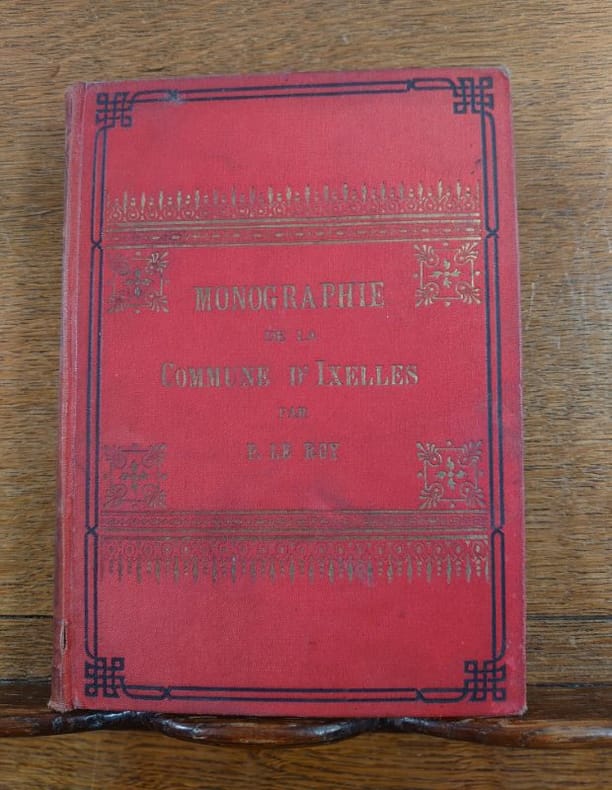 MONOGRAPHIE
DE LA
COMMUNE D'IXELLES
PAR
P. LE ROY